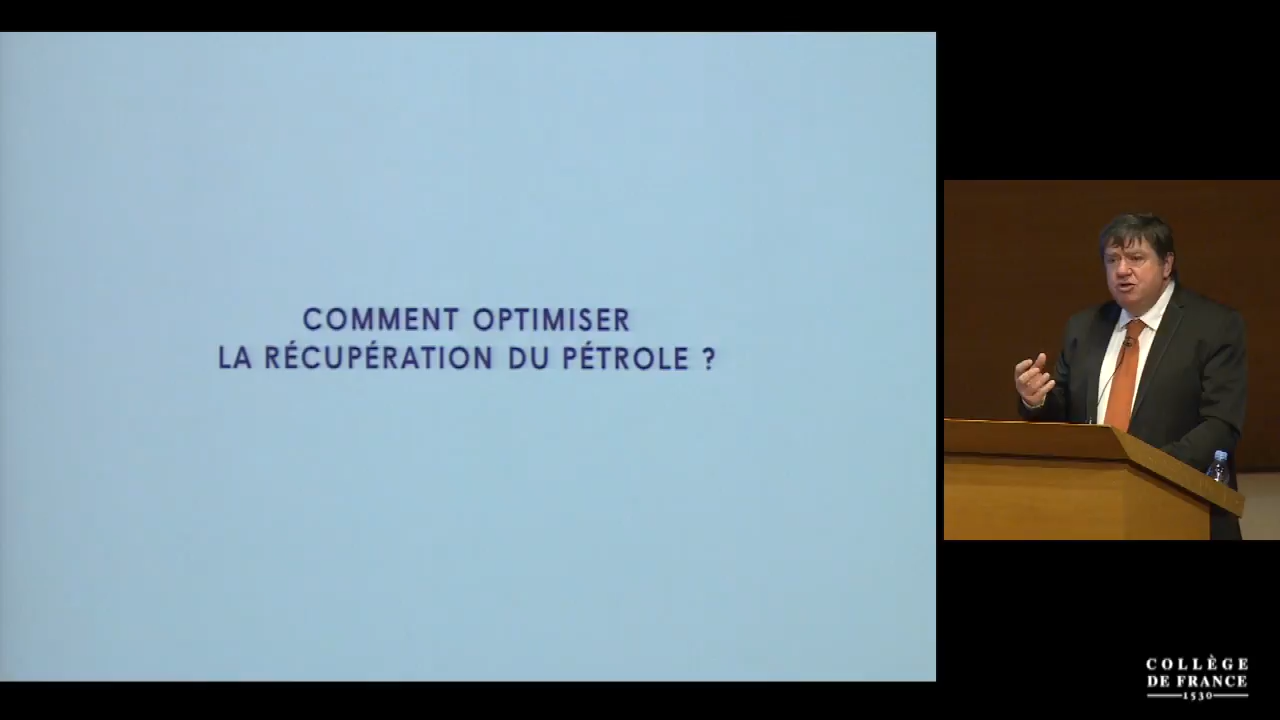 COMMENT OPTIMISER
LA RÉCUPÉRATION DU PÉTROLE ?
COLLÈGE
DE FRANCE
1530